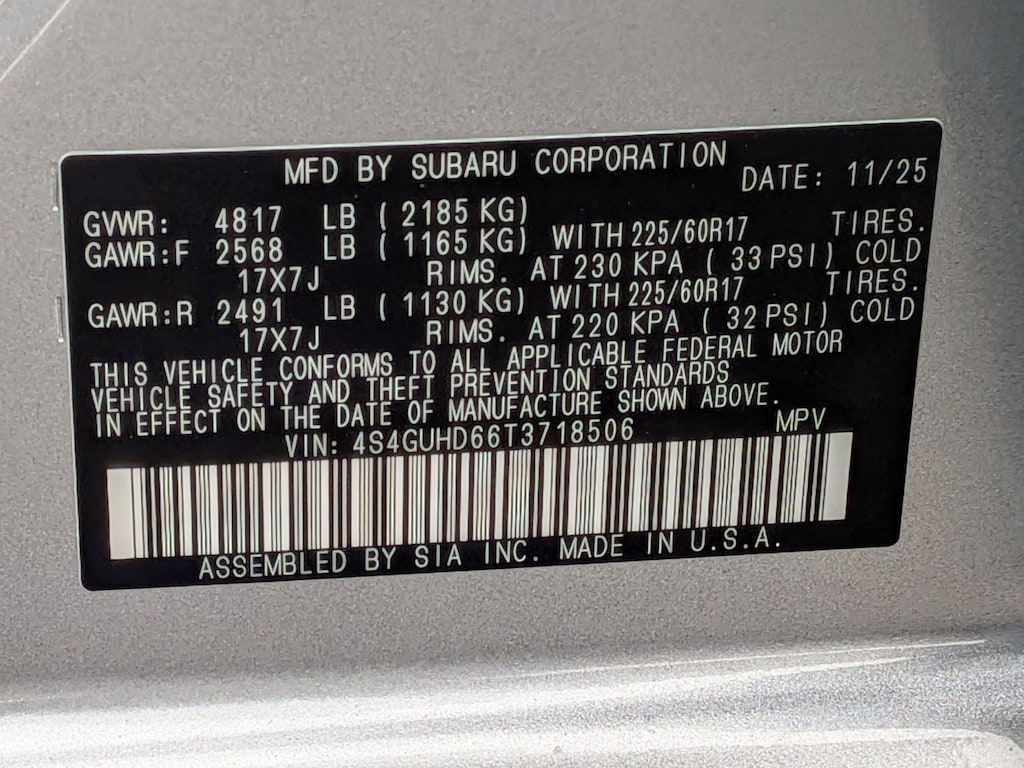 MFD BY SUBARU CORPORATION
DATE: 11/25
GVWR: 4817 LB ( 2185 KG)
GAWR:F 2568 LB ( 1165 KG) WITH 225/60R17 TIRES.
17X7J RIMS. AT 230 KPA ( 33 PSI) COLD
GAWR:R 2491 LB ( 1130 KG) WITH 225/60R17 TIRES.
17X7J RIMS. AT 220 KPA ( 32 PSI) COLD
THIS VEHICLE CONFORMS TO ALL APPLICABLE FEDERAL MOTOR
VEHICLE SAFETY AND THEFT PREVENTION STANDARDS
IN EFFECT ON THE DATE OF MANUFACTURE SHOWN ABOVE.
VIN: 4S4GUHD66T3718506 MPV
ASSEMBLED BY SIA INC. MADE IN U.S.A.